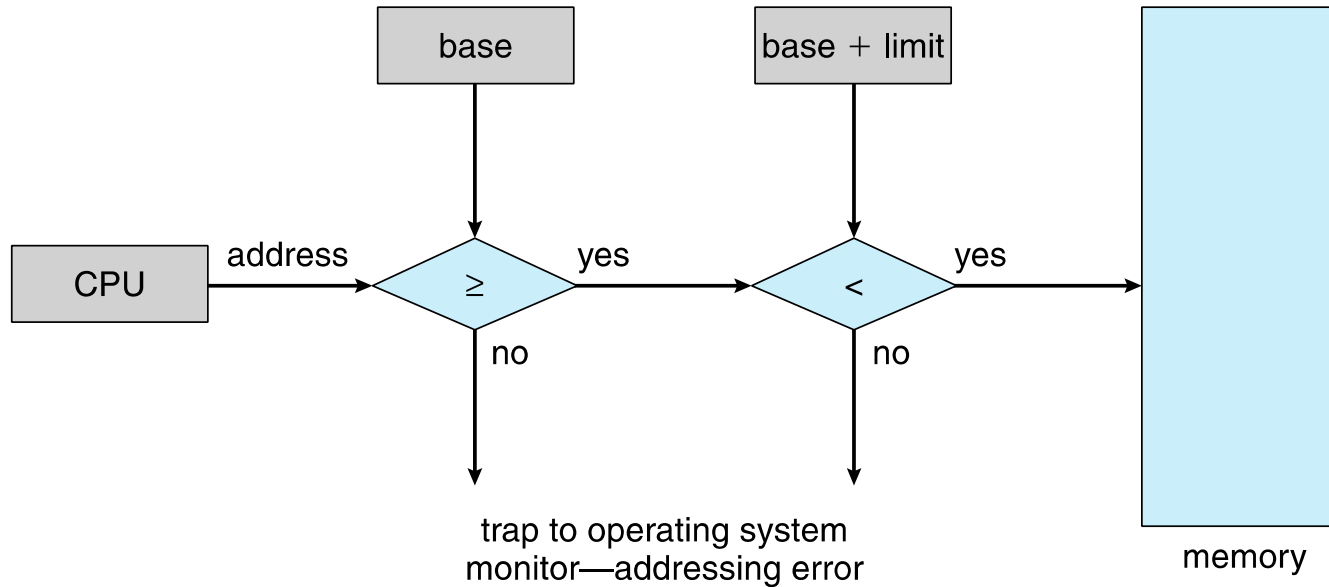 base
base + limit
CPU
address
≥
yes
<
yes
no
no
trap to operating system
monitor—addressing error
memory